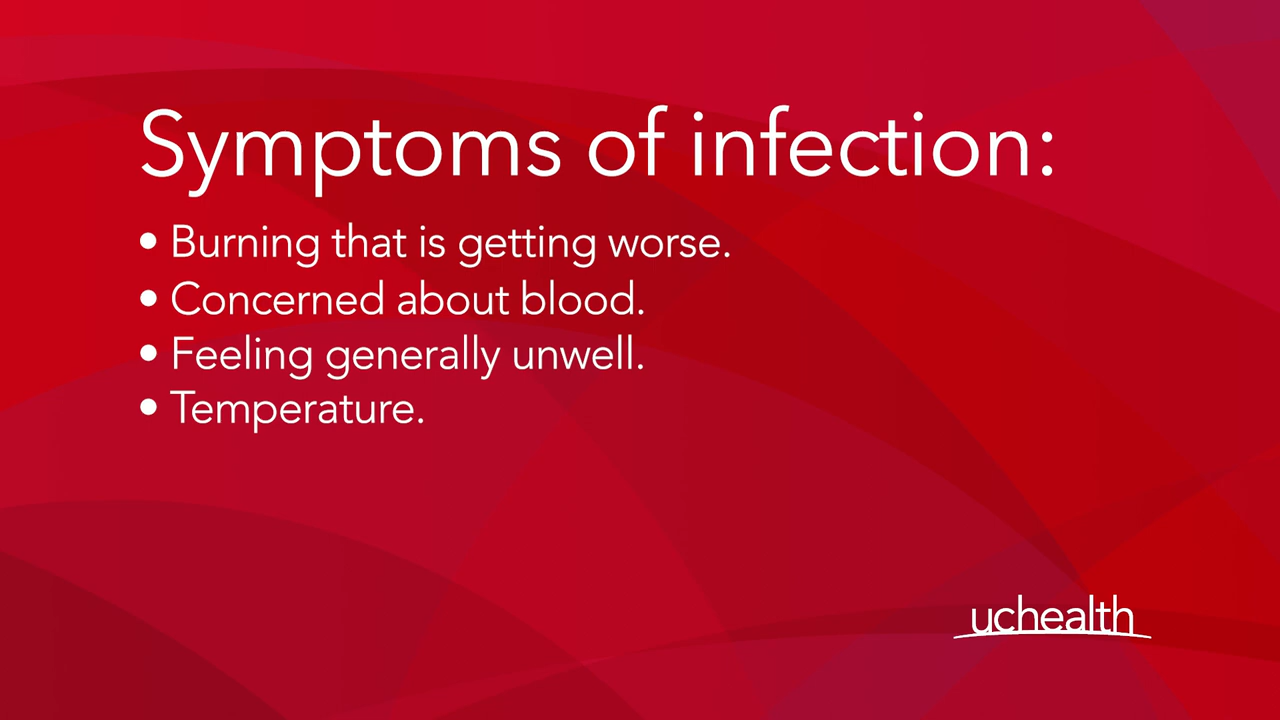 Symptoms of infection:
• Burning that is getting worse.
• Concerned about blood.
• Feeling generally unwell.
• Temperature.
uchealth